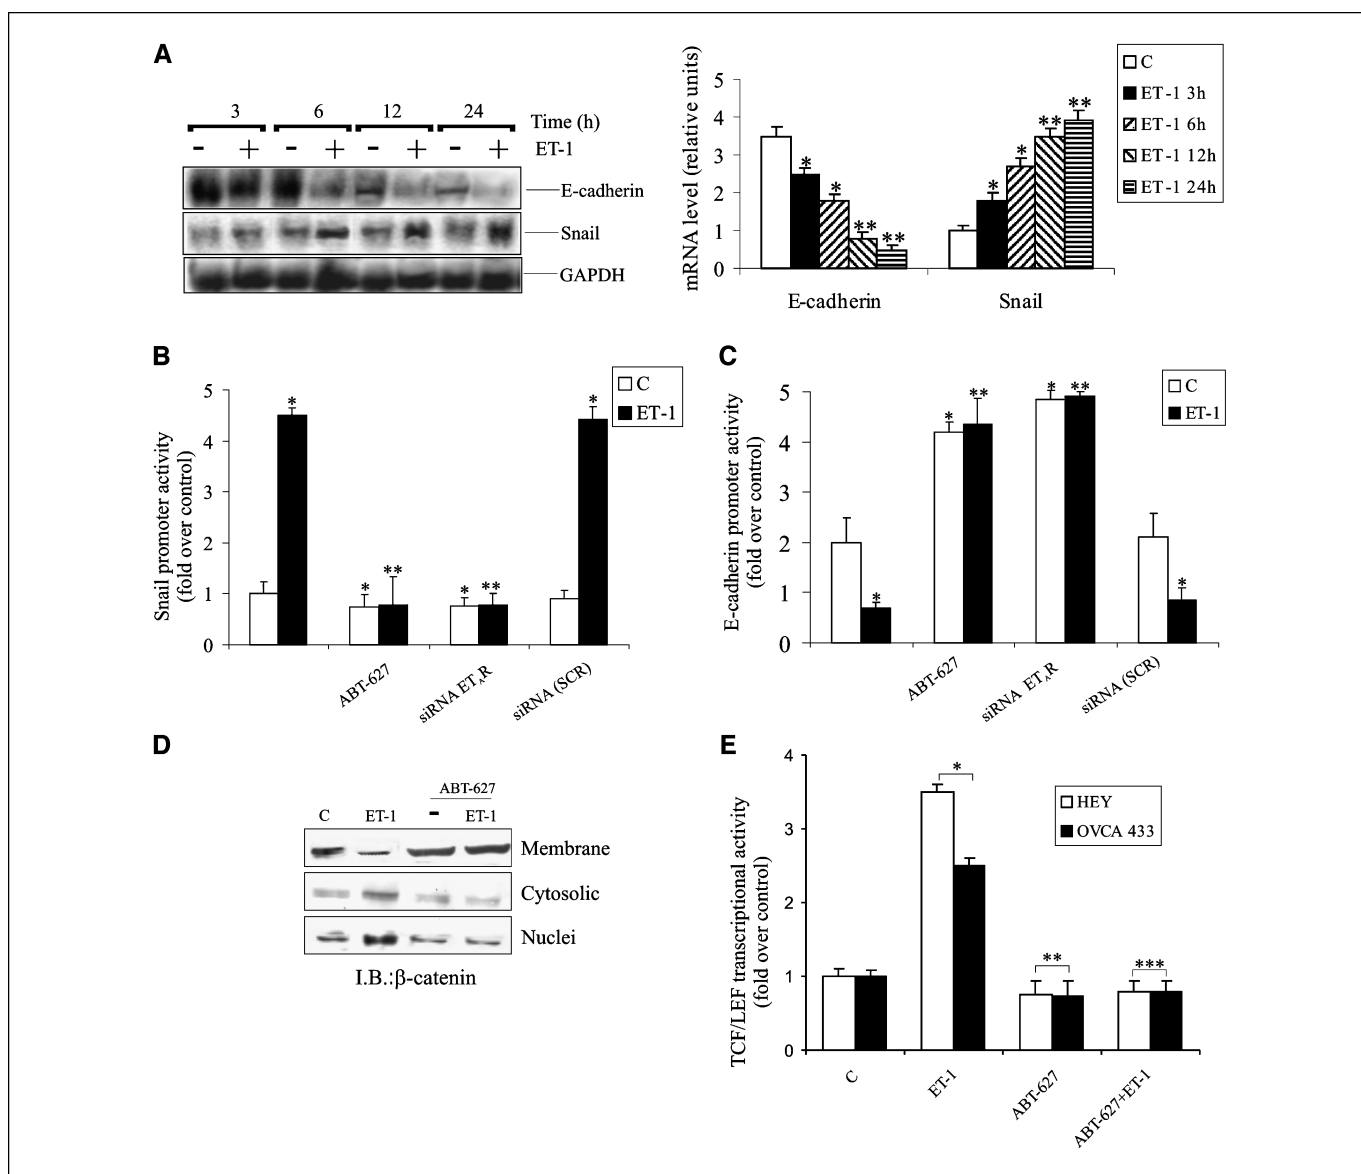 A
3 6 12 24 Time (h)
- + - + - + - + ET-1
E-cadherin
Snail
GAPDH
mRNA level (relative units)
5
4
3
2
1
0
* * ** **
* * ** **
E-cadherin Snail
C
ET-1 3h
ET-1 6h
ET-1 12h
ET-1 24h
B
Snail promoter activity
(fold over control)
5
4
3
2
1
0
* * ** * ** *
ABT-627
siRNA ETAR
siRNA (SCR)
C
ET-1
C
E-cadherin promoter activity
(fold over control)
5
4
3
2
1
0
* * ** * ** *
ABT-627
siRNA ETAR
siRNA (SCR)
C
ET-1
D
ABT-627
C ET-1 - ET-1
Membrane
Cytosolic
Nuclei
I.B.:β-catenin
E
TCF/LEF transcriptional activity
(fold over control)
4
3
2
1
0
* ** ***
C
ET-1
ABT-627
ABT-627+ET-1
HEY
OVCA 433